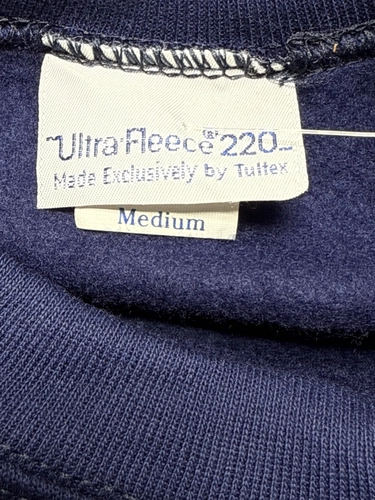 ~Ultra·Fleece® 220~
Made Exclusively by Tultex
Medium